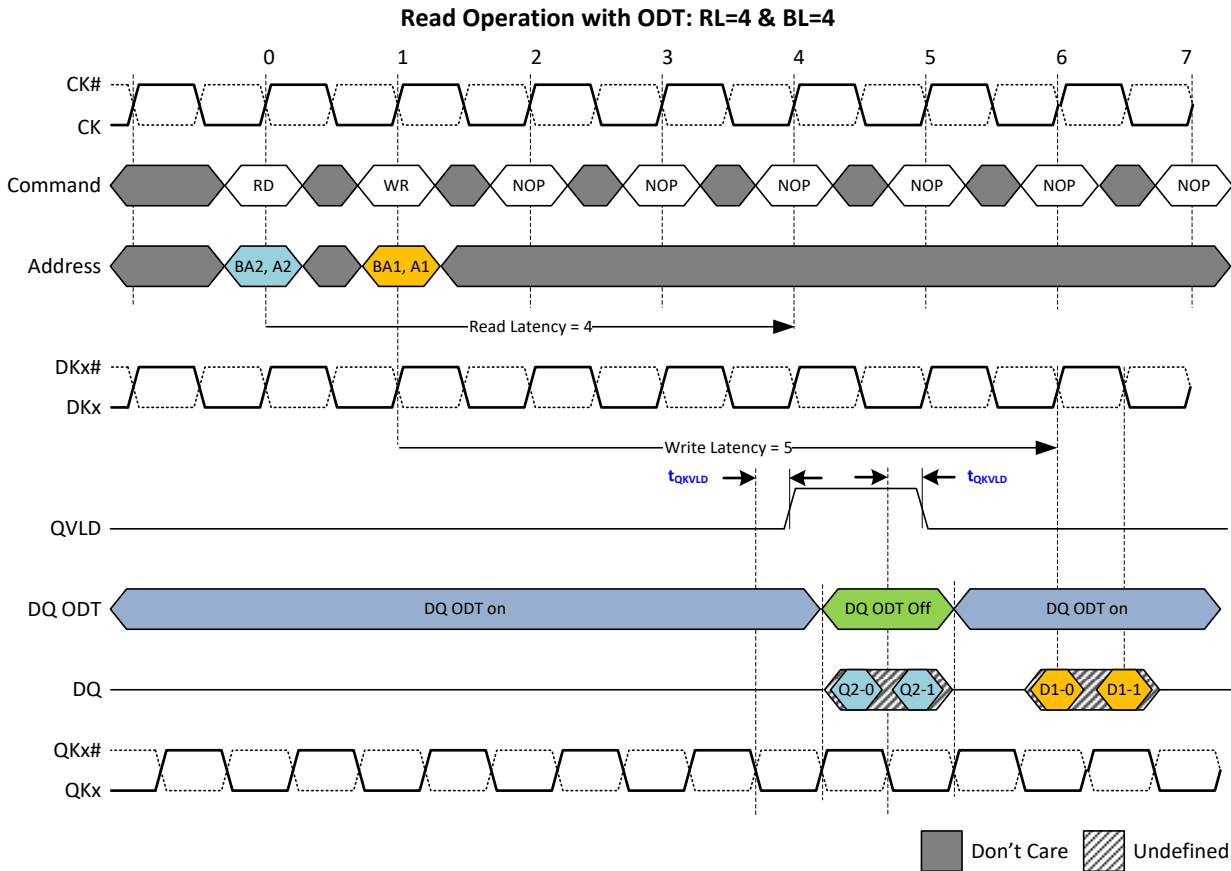 Read Operation with ODT: RL=4 & BL=4
0 1 2 3 4 5 6 7
CK#
CK
Command RD WR NOP NOP NOP NOP NOP NOP
Address BA2, A2 BA1, A1
Read Latency = 4
DKx#
DKx
Write Latency = 5
tQKVLD tQKVLD
QVLD
DQ ODT DQ ODT on DQ ODT Off DQ ODT on
DQ Q2-0 Q2-1 D1-0 D1-1
QKx#
QKx
Don't Care Undefined